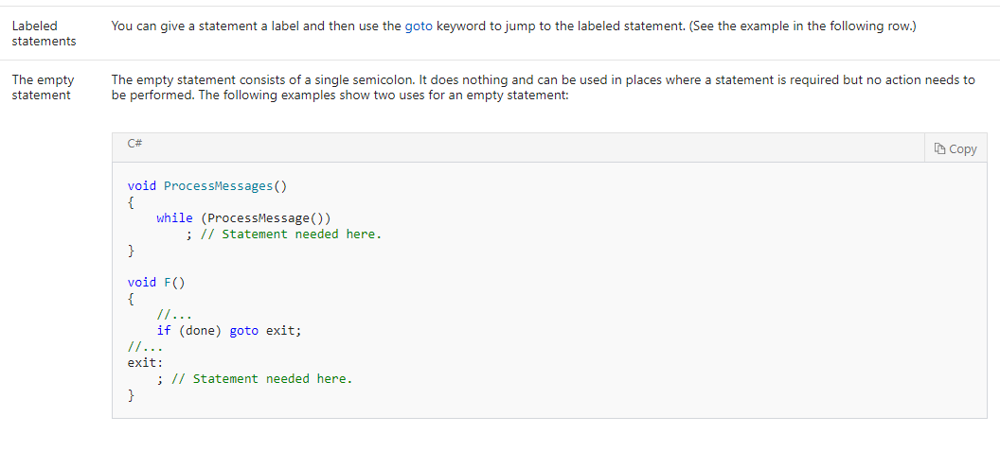 Labeled statements
You can give a statement a label and then use the goto keyword to jump to the labeled statement. (See the example in the following row.)
The empty statement
The empty statement consists of a single semicolon. It does nothing and can be used in places where a statement is required but no action needs to
be performed. The following examples show two uses for an empty statement:
C#
Copy
void ProcessMessages()
{
    while (ProcessMessage())
        ; // Statement needed here.
}
void F()
{
    //...
    if (done) goto exit;
//...
exit:
    ; // Statement needed here.
}